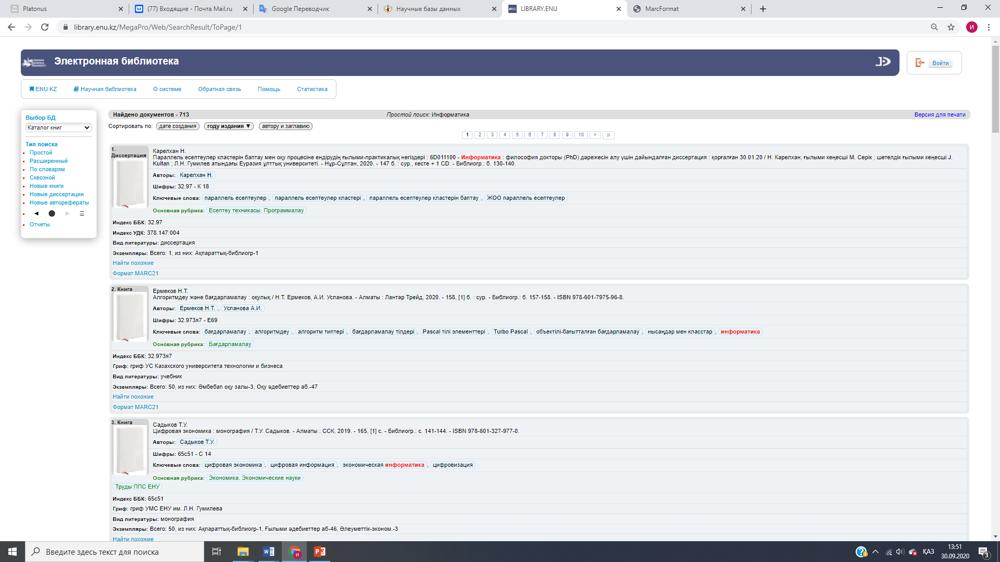 Platonus
(77) Входящие - Почта Mail.ru
Google Переводчик
Научные базы данных
LIBRARY.ENU
MarcFormat
library.enu.kz/MegaPro/Web/SearchResult/ToPage/1
И
EURASIAN NATIONAL UNIVERSITY
Электронная библиотека
Войти
ENU.KZ
Научная библиотека
О системе
Обратная связь
Помощь
Статистика
Выбор БД
Каталог книг
Тип поиска
Простой
Расширенный
По словарям
Сквозной
Новые книги
Новые диссертации
Новые авторефераты
Отчеты
Найдено документов - 713
Простой поиск: Информатика
Версия для печати
Сортировать по: дате создания году издания ▼ автору и заглавию
1 2 3 4 5 6 7 8 9 10 > »
1.
Диссертация
Карелхан Н.
Параллель есептеулер кластерін баптау мен оқу процесіне ендірудің ғылыми-практикалық негіздері : 6D011100 - Информатика : философия докторы (PhD) дәрежесін алу үшін дайындалған диссертация : қорғалған 30.01.20 / Н. Карелхан; ғылыми кеңесші М. Серік ; шетелдік ғылыми кеңесші J.
Kultan ; Л.Н. Гумилев атындағы Еуразия ұлттық университеті. - Нұр-Сұлтан, 2020. - 147 б. : сур., кесте + 1 CD. - Библиогр.: б. 130-140.
Авторы: Карелхан Н.
Шифры: 32.97 - К 18
Ключевые слова: параллель есептеулер , параллель есептеулер кластері , параллель есептеулер кластерін баптау , ЖОО параллель есептеулер
Основная рубрика: Есептеу техникасы. Программалау
Индекс ББК: 32.97
Индекс УДК: 378.147:004
Вид литературы: диссертация
Экземпляры: Всего: 1, из них: Ақпараттық-библиогр-1
Найти похожие
Формат MARC21
2. Книга
Ермеков Н.Т.
Алгоритмдеу және бағдарламалау : оқулық / Н.Т. Ермеков, А.И. Успанова. - Алматы : Лантар Трейд, 2020. - 158, [1] б. : сур. - Библиогр.: б. 157-158. - ISBN 978-601-7975-96-8.
Авторы: Ермеков Н.Т. , Успанова А.И.
Шифры: 32.973я7 - Е69
Ключевые слова: бағдарламалау , алгоритмдеу , алгоритм типтері , бағдарламалау тілдері , Pascal тілі элементтері , Turbo Pascal , объектілі-бағытталған бағдарламалау , нысаңдар мен класстар , информатика
Основная рубрика: Бағдарламалау
Индекс ББК: 32.973я7
Гриф: гриф УС Казахского университета технологии и бизнеса
Вид литературы: учебник
Экземпляры: Всего: 50, из них: Әмбебап оқу залы-3, Оқу әдебиеттер аб.-47
Найти похожие
Формат MARC21
3. Книга
Садыков Т.У.
Цифровая экономика : монография / Т.У. Садыков. - Алматы : ССК, 2019. - 165, [1] с. - Библиогр.: с. 141-144. - ISBN 978-601-327-977-0.
Авторы: Садыков Т.У.
Шифры: 65с51 - С 14
Ключевые слова: цифровая экономика , цифровая информация , экономическая информатика , цифровизация
Основная рубрика: Экономика. Экономические науки
Труды ППС ЕНУ
Индекс ББК: 65с51
Гриф: гриф УМС ЕНУ им. Л.Н. Гумилева
Вид литературы: монография
Экземпляры: Всего: 50, из них: Ақпараттық-библиогр-1, Ғылыми әдебиеттер аб-46, Әлеуметтік-эконом.-3
Найти похожие
Введите здесь текст для поиска
ҚАЗ
13:51
30.09.2020
3